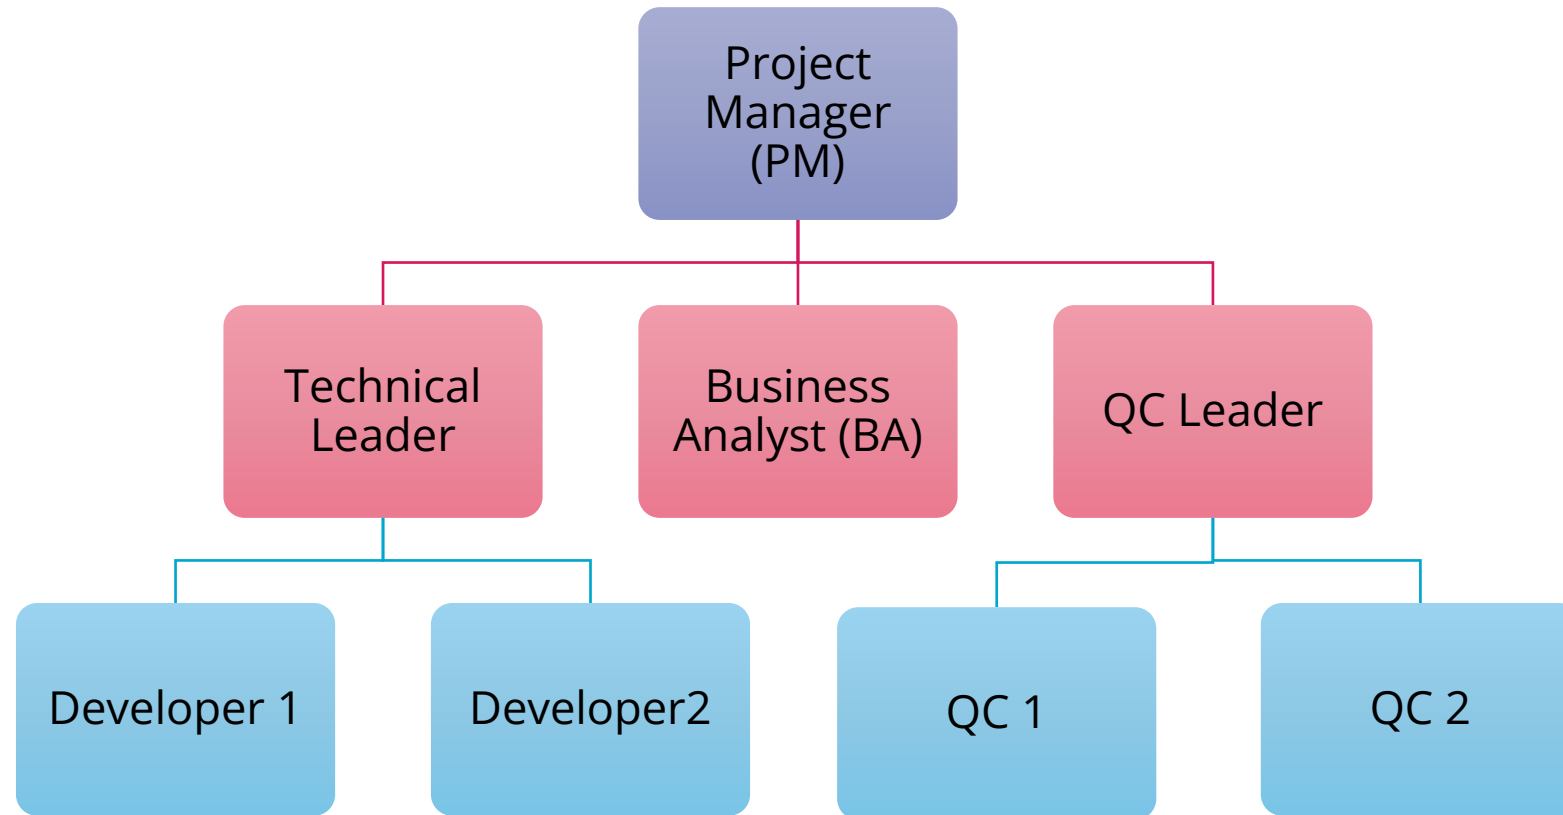 Project
Manager
(PM)
Technical
Leader
Business
Analyst (BA)
QC Leader
Developer 1
Developer2
QC 1
QC 2